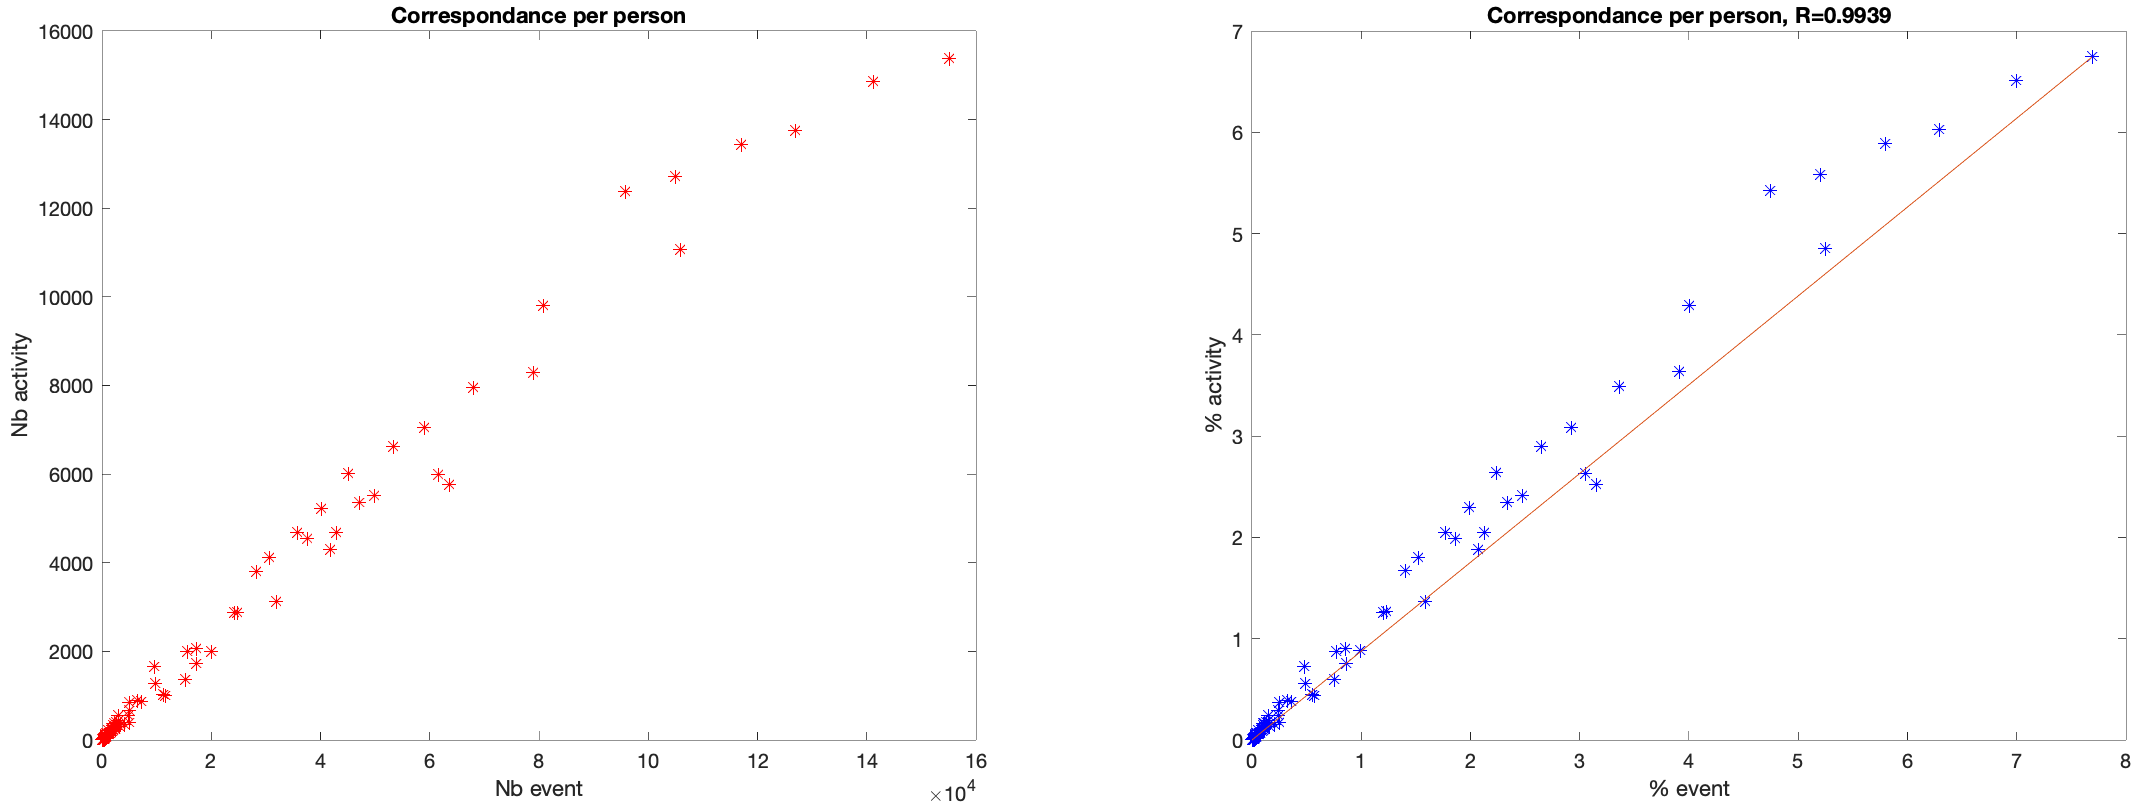 Correspondance per person
16000
14000
12000
10000
8000
6000
4000
2000
0
Nb activity
0 2 4 6 8 10 12 14 16
Nb event
×10^4
Correspondance per person, R=0.9939
7
6
5
4
3
2
1
0
% activity
0 1 2 3 4 5 6 7 8
% event